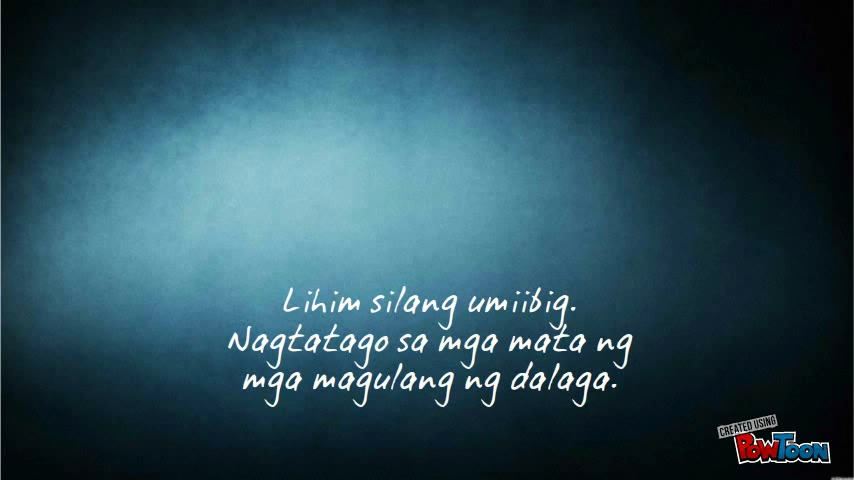 Lihim silang umiibig.
Nagtatago sa mga mata ng
mga magulang ng dalaga.
CREATED USING
POWTOON